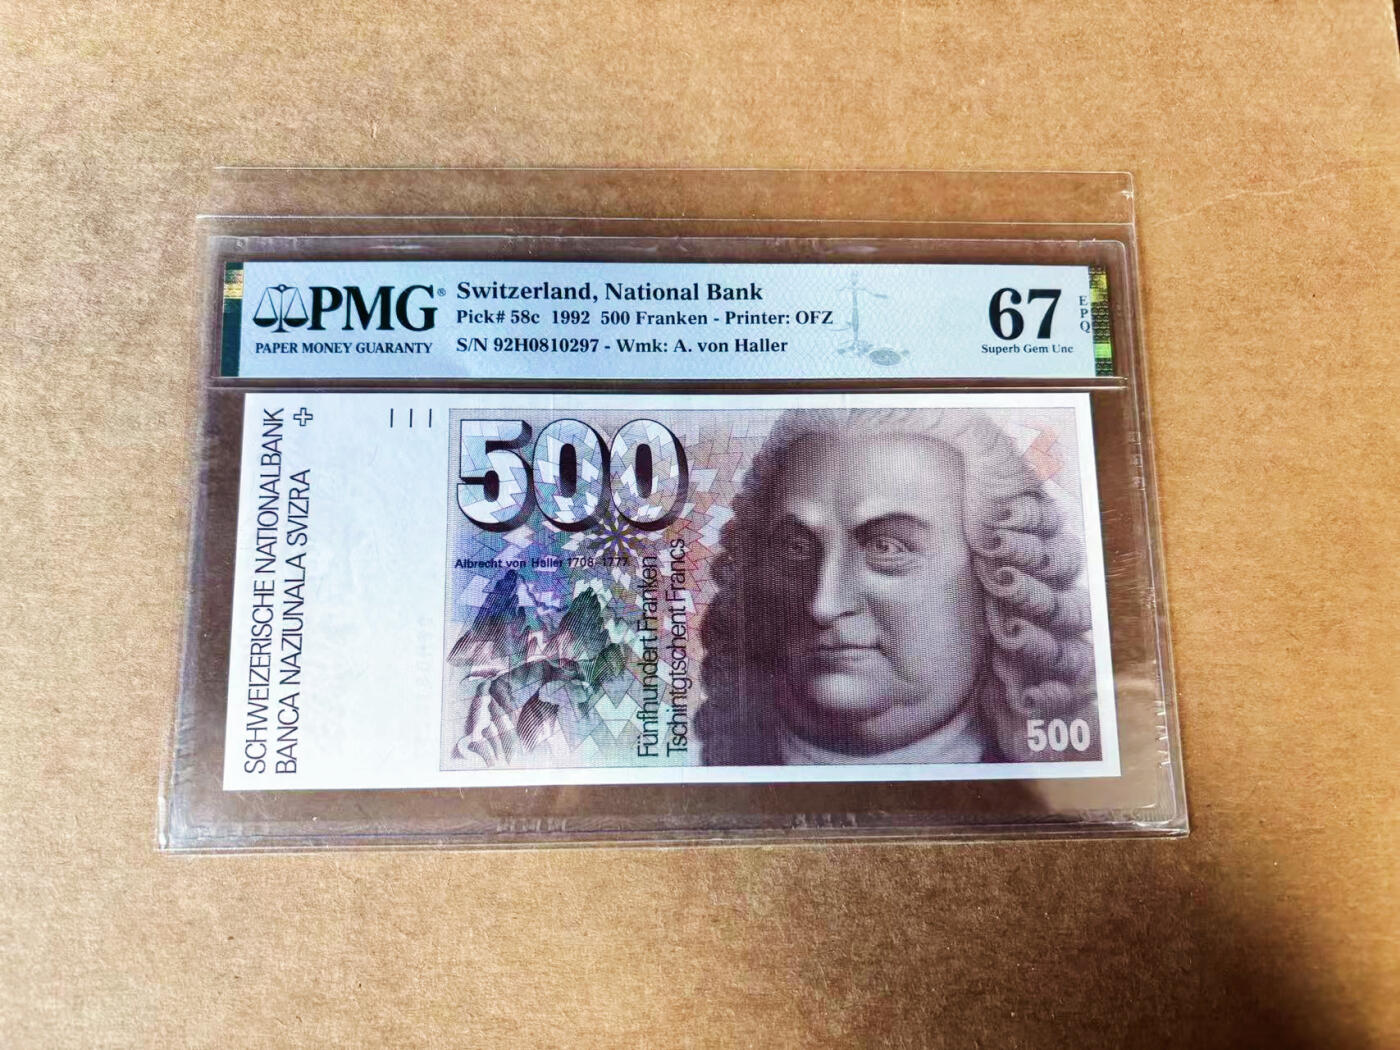 PMG®
PAPER MONEY GUARANTY
Switzerland, National Bank
Pick# 58c 1992 500 Franken - Printer: OFZ
S/N 92H0810297 - Wmk: A. von Haller
67
EPQ
Superb Gem Unc
SCHWEIZERISCHE NATIONALBANK
BANCA NAZIUNALA SVIZRA
500
Albrecht von Haller 1708-1777
Fünfhundert Franken
Tschintgtschient Francs
500